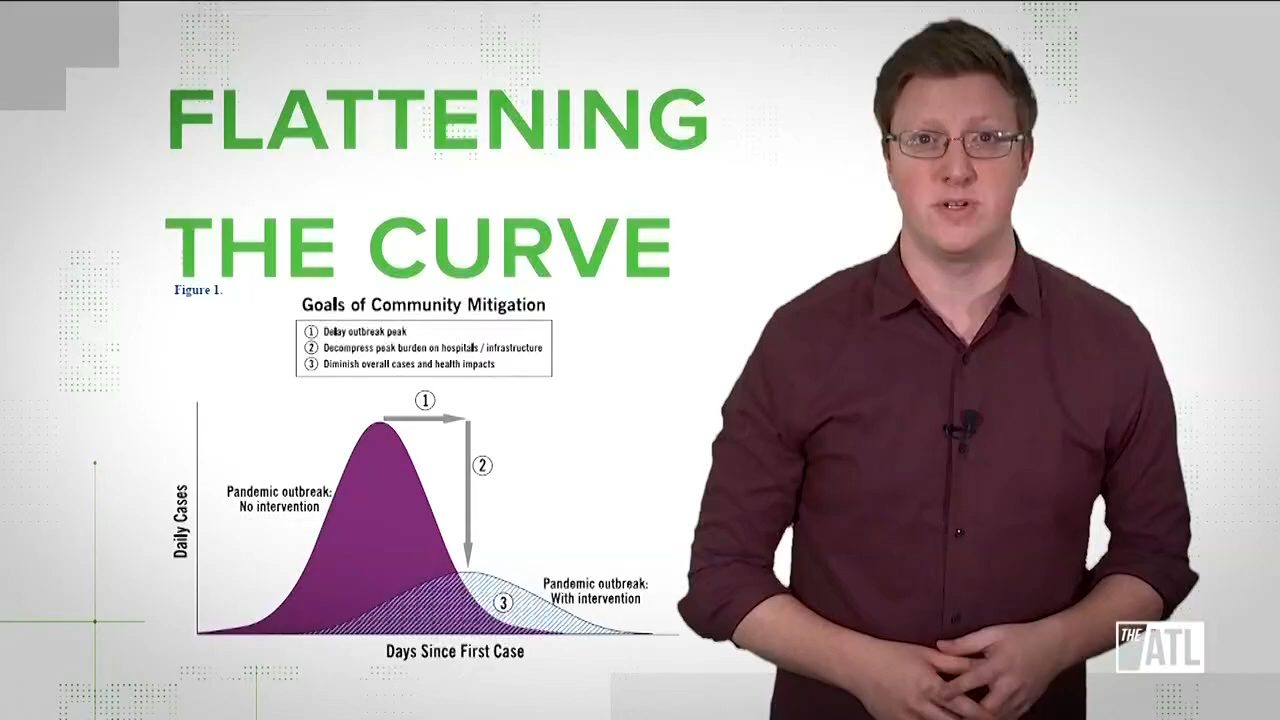 FLATTENING
THE CURVE
Figure 1.
Goals of Community Mitigation
① Delay outbreak peak
② Decompress peak burden on hospitals / infrastructure
③ Diminish overall cases and health impacts
①
②
Pandemic outbreak:
No intervention
Daily Cases
Pandemic outbreak:
With intervention
③
Days Since First Case
THE ATL